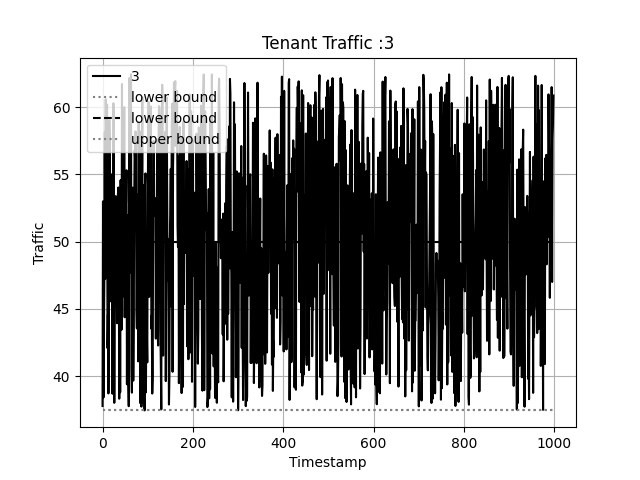 Tenant Traffic :3
3
lower bound
lower bound
upper bound
60
55
50
45
40
Traffic
0 200 400 600 800 1000
Timestamp